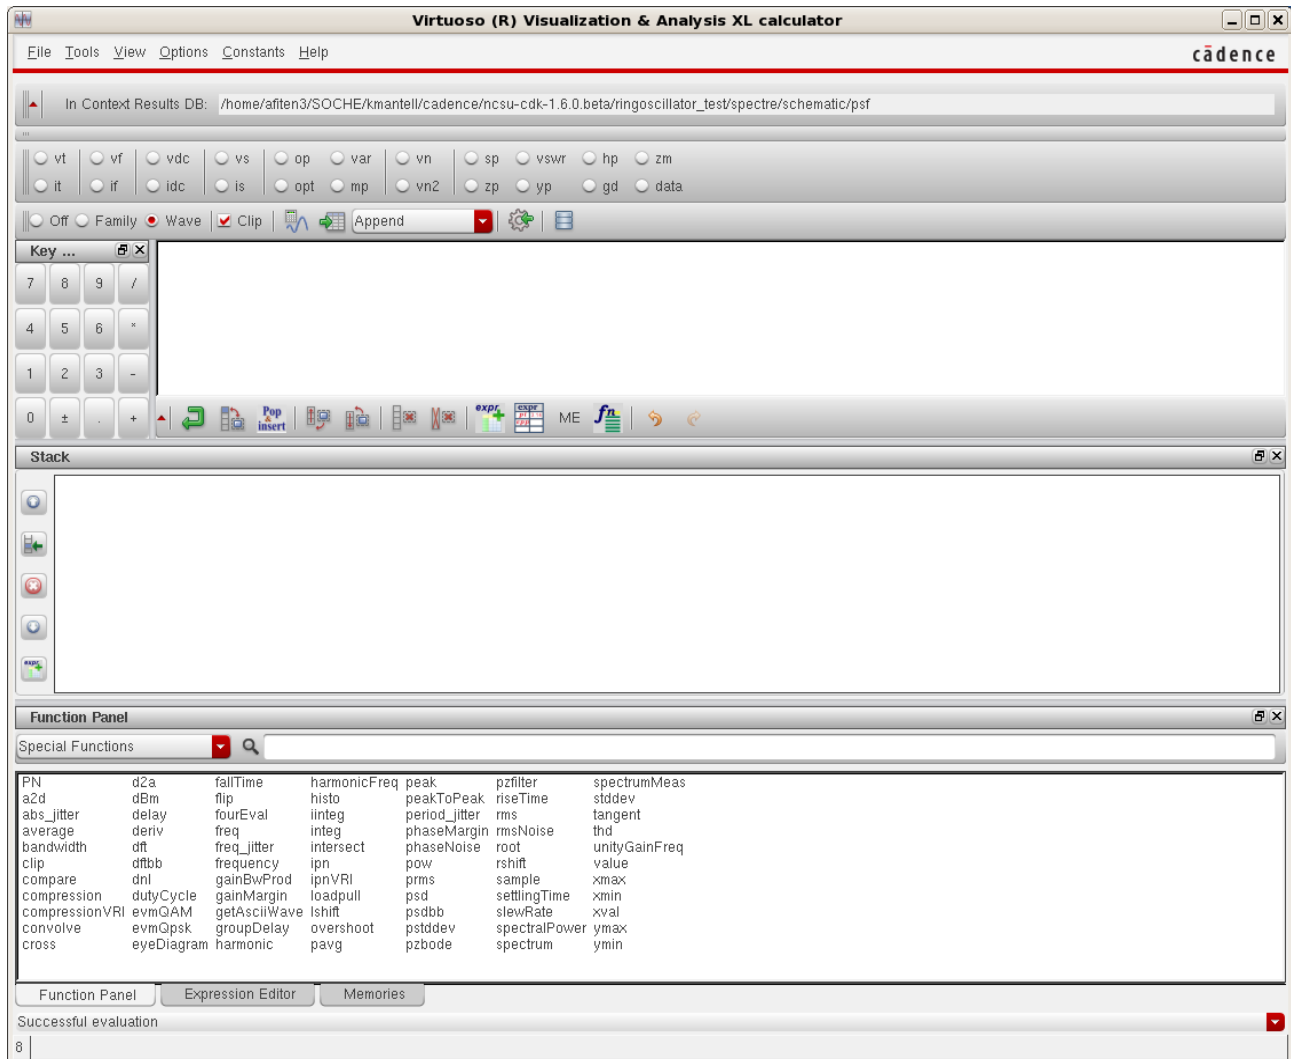 Virtuoso (R) Visualization & Analysis XL calculator
File Tools View Options Constants Help cādence
In Context Results DB: /home/afiten3/SOCHE/kmantell/cadence/ncsu-cdk-1.6.0.beta/ringoscillator_test/spectre/schematic/psf
vt vf vdc vs op var vn sp vswr hp zm
it if idc is opt mp vn2 zp yp gd data
Off Family Wave Clip Append
Key ...
7 8 9 /
4 5 6 *
1 2 3 -
0 ± . + Pop & insert expr expr ME fn
Stack
expr
Function Panel
Special Functions
PN d2a fallTime harmonicFreq peak pzfilter spectrumMeas
a2d dBm flip histo peakToPeak riseTime stddev
abs_jitter delay fourEval iinteg period_jitter rms tangent
average deriv freq integ phaseMargin rmsNoise thd
bandwidth dft freq_jitter intersect phaseNoise root unityGainFreq
clip dftbb frequency ipn pow rshift value
compare dnl gainBwProd ipnVRI prms sample xmax
compression dutyCycle gainMargin loadpull psd settlingTime xmin
compressionVRI evmQAM getAsciiWave lshift psdbb slewRate xval
convolve evmQpsk groupDelay overshoot pstddev spectralPower ymax
cross eyeDiagram harmonic pavg pzbode spectrum ymin
Function Panel Expression Editor Memories
Successful evaluation
8